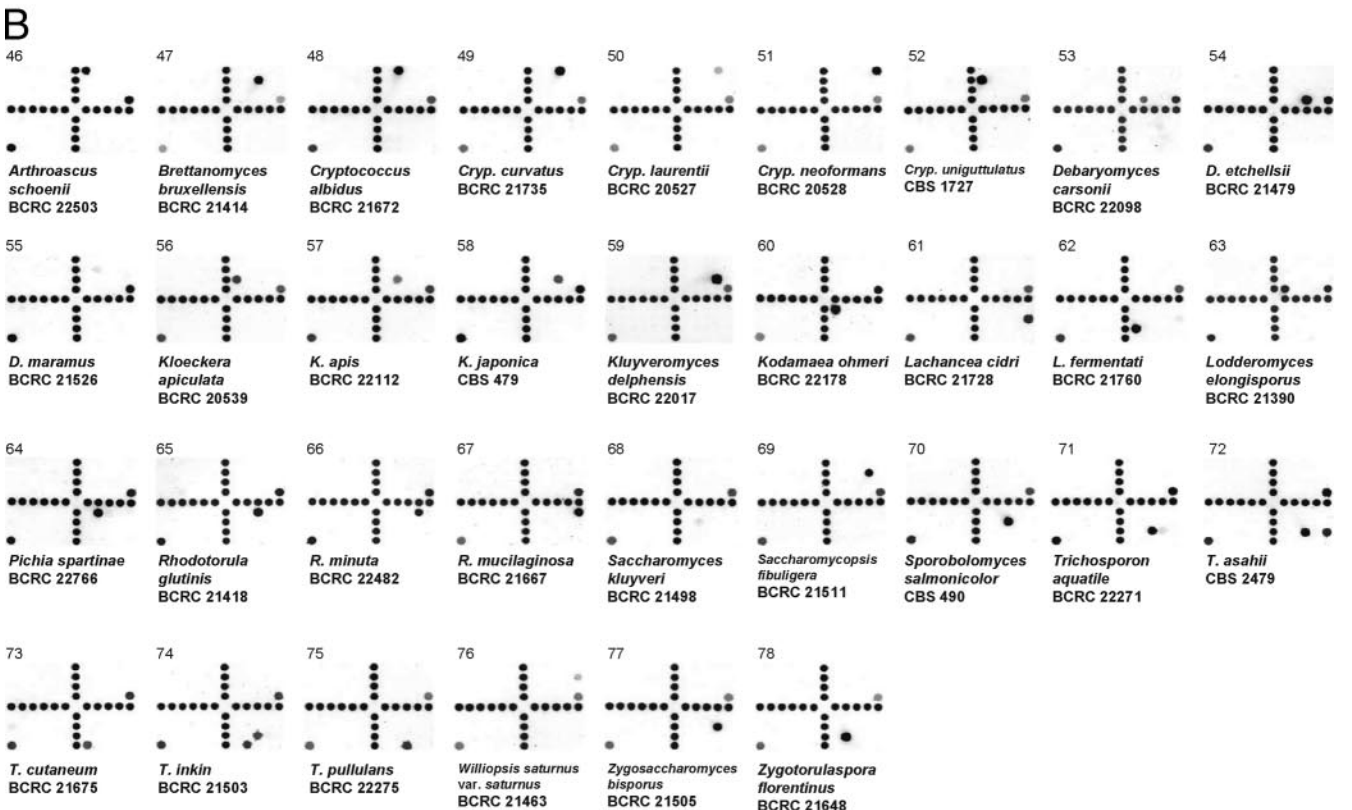 B
46
47
48
49
50
51
52
53
54
Arthroascus
schoenii
BCRC 22503
Brettanomyces
bruxellensis
BCRC 21414
Cryptococcus
albidus
BCRC 21672
Cryp. curvatus
BCRC 21735
Cryp. laurentii
BCRC 20527
Cryp. neoformans
BCRC 20528
Cryp. uniguttulatus
CBS 1727
Debaryomyces
carsonii
BCRC 22098
D. etchellsii
BCRC 21479
55
56
57
58
59
60
61
62
63
D. maramus
BCRC 21526
Kloeckera
apiculata
BCRC 20539
K. apis
BCRC 22112
K. japonica
CBS 479
Kluyveromyces
delphensis
BCRC 22017
Kodamaea ohmeri
BCRC 22178
Lachancea cidri
BCRC 21728
L. fermentati
BCRC 21760
Lodderomyces
elongisporus
BCRC 21390
64
65
66
67
68
69
70
71
72
Pichia spartinae
BCRC 22766
Rhodotorula
glutinis
BCRC 21418
R. minuta
BCRC 22482
R. mucilaginosa
BCRC 21667
Saccharomyces
kluyveri
BCRC 21498
Saccharomycopsis
fibuligera
BCRC 21511
Sporobolomyces
salmonicolor
CBS 490
Trichosporon
aquatile
BCRC 22271
T. asahii
CBS 2479
73
74
75
76
77
78
T. cutaneum
BCRC 21675
T. inkin
BCRC 21503
T. pullulans
BCRC 22275
Williopsis saturnus
var. saturnus
BCRC 21463
Zygosaccharomyces
bisporus
BCRC 21505
Zygotorulaspora
florentinus
BCRC 21648